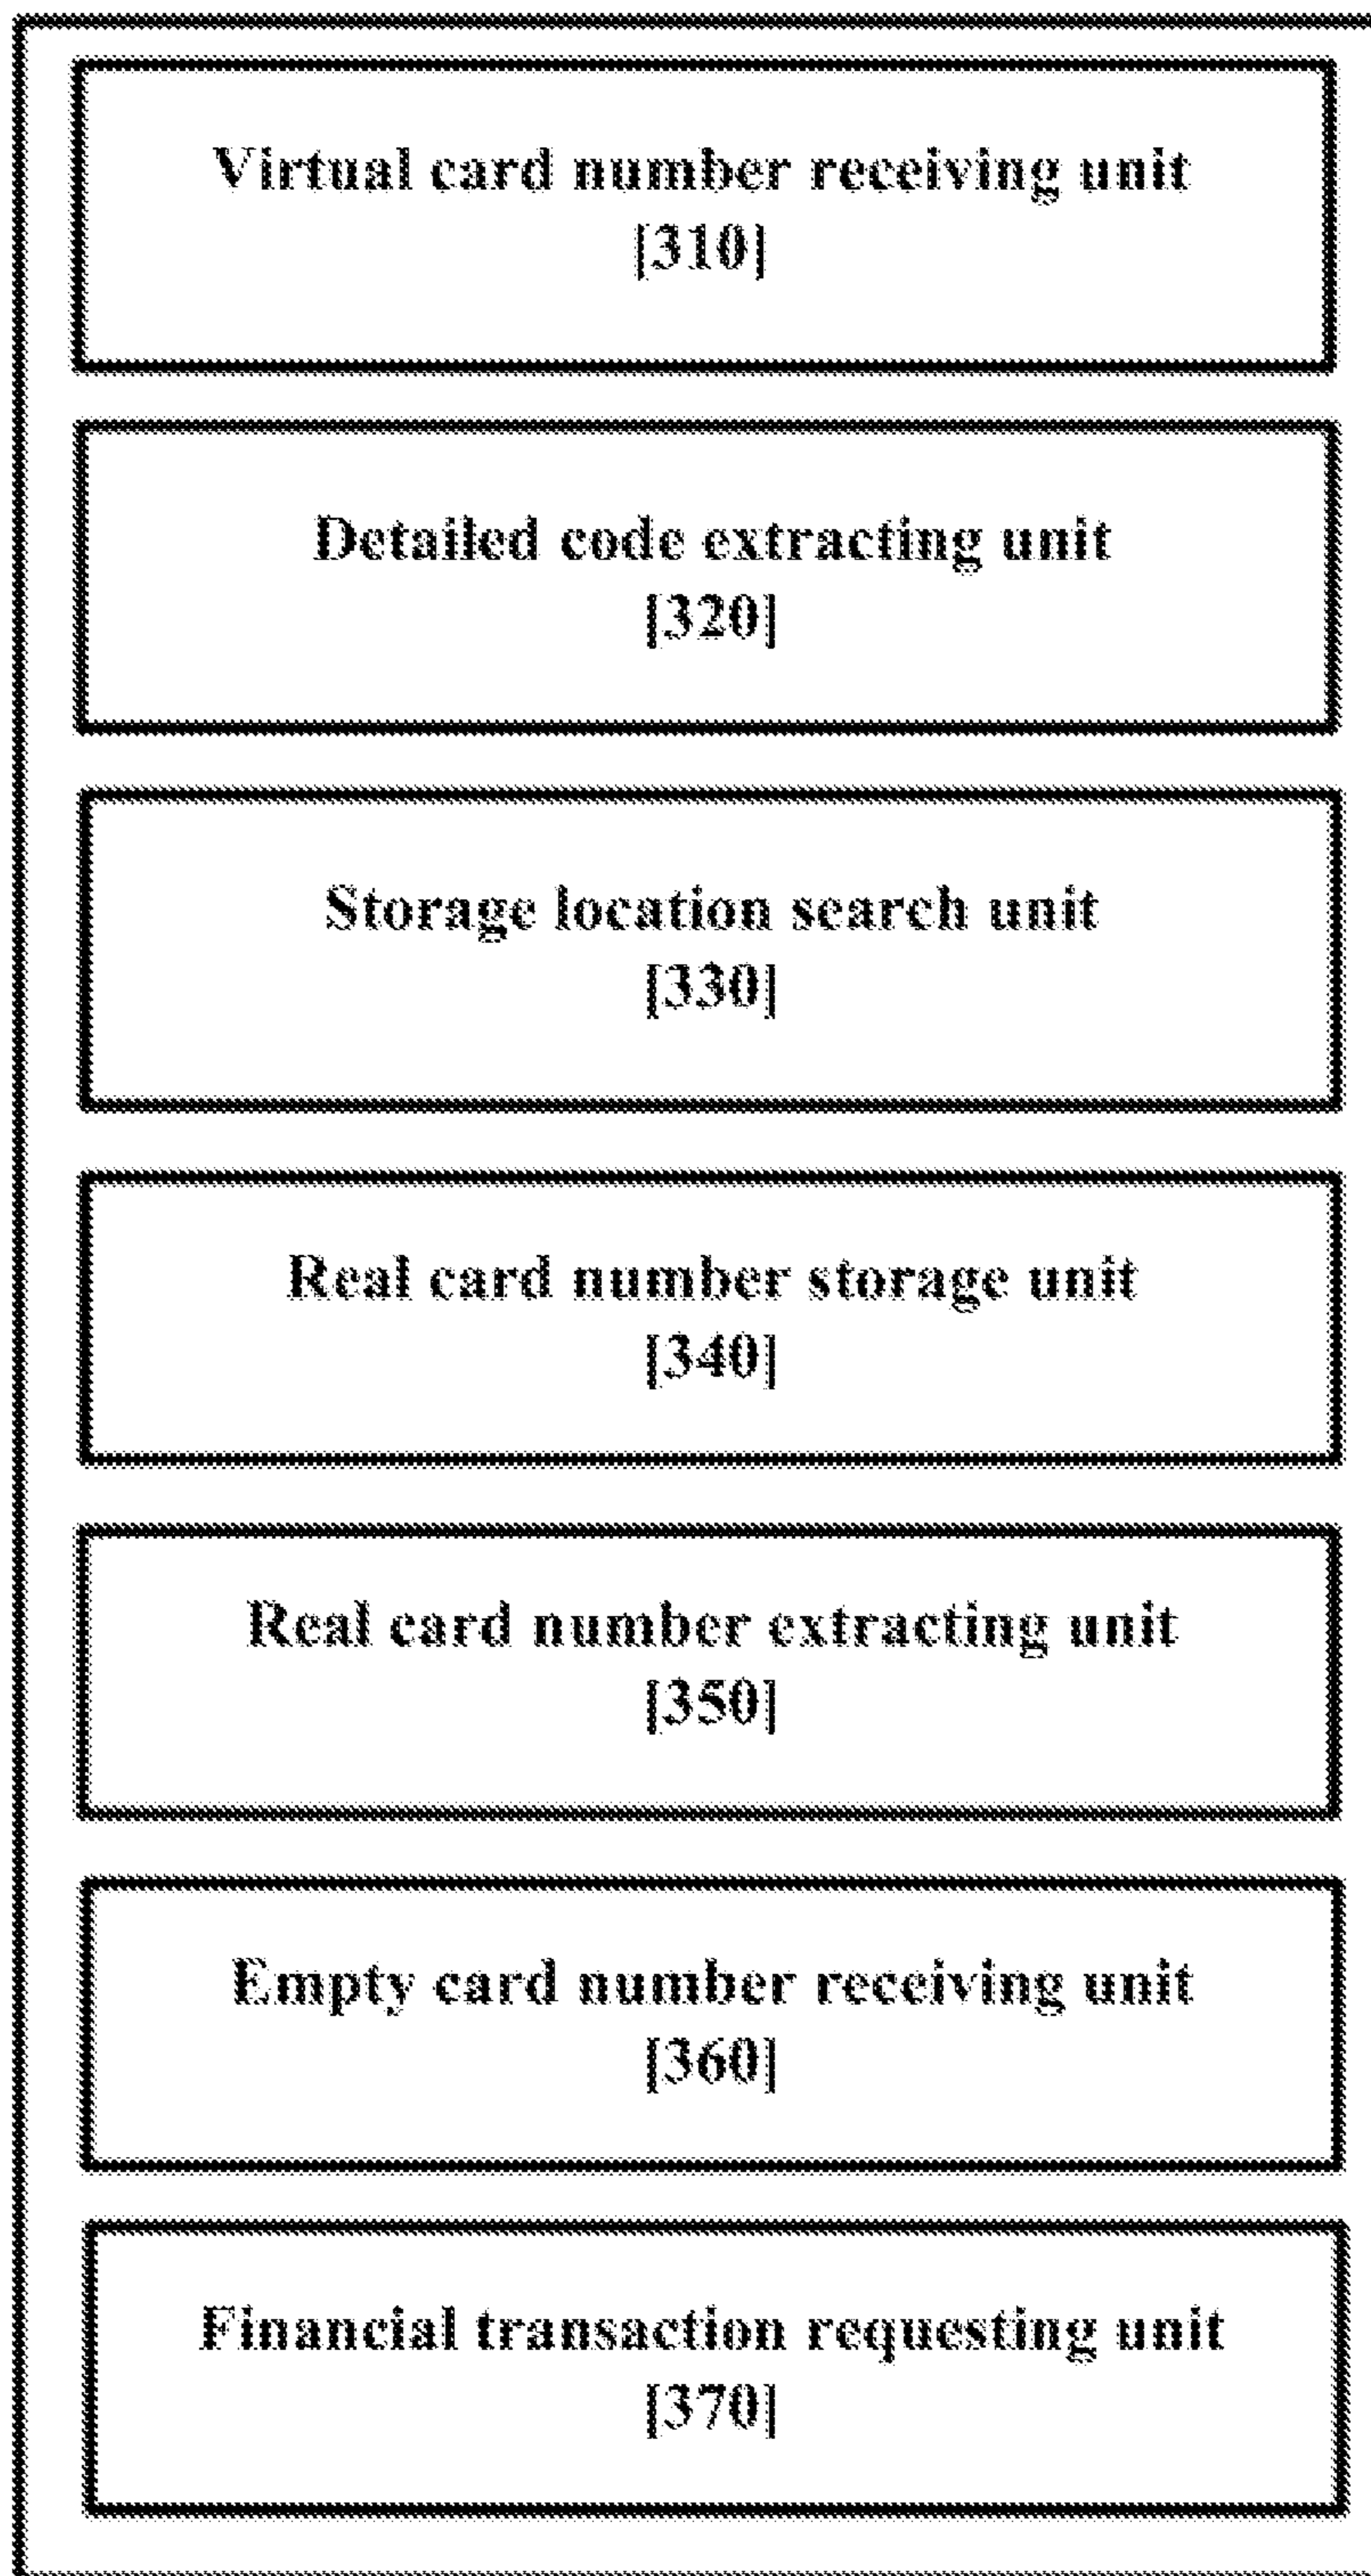 Virtual card number receiving unit
[310]
Detailed code extracting unit
[320]
Storage location search unit
[330]
Real card number storage unit
[340]
Real card number extracting unit
[350]
Empty card number receiving unit
[360]
Financial transaction requesting unit
[370]